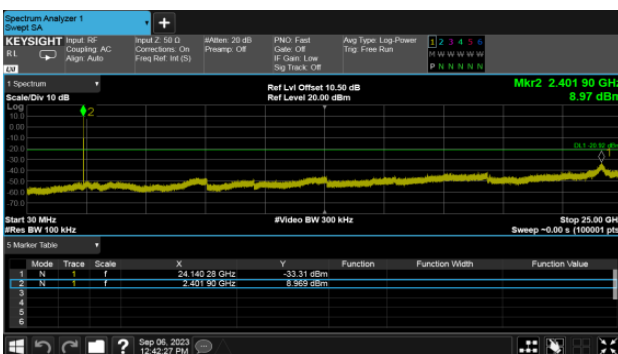 Spectrum Analyzer 1
Swept SA
KEYSIGHT Input: RF Input Z: 50 Ω #Atten: 20 dB PNO: Fast Avg Type: Log-Power 1 2 3 4 5 6
RL Coupling: AC Corrections: On Preamp: Off Gate: Off Trig: Free Run M W W W W W
Align: Auto Freq Ref: Int (S) IF Gain: Low
LXI Sig Track: Off P N N N N N
1 Spectrum Ref Lvl Offset 10.50 dB Mkr2 2.401 90 GHz
Scale/Div 10 dB Ref Level 20.00 dBm 8.97 dBm
Log
10.0 2
0.00
-10.0
-20.0 DL1 -20.92 dBm
-30.0 1
-40.0
-50.0
-60.0
-70.0
Start 30 MHz #Video BW 300 kHz Stop 25.00 GHz
#Res BW 100 kHz Sweep ~0.00 s (100001 pts
5 Marker Table
Mode Trace Scale X Y Function Function Width Function Value
1 N 1 f 24.140 28 GHz -33.31 dBm
2 N 1 f 2.401 90 GHz 8.969 dBm
3
4
5
6
? Sep 06, 2023
12:42:27 PM